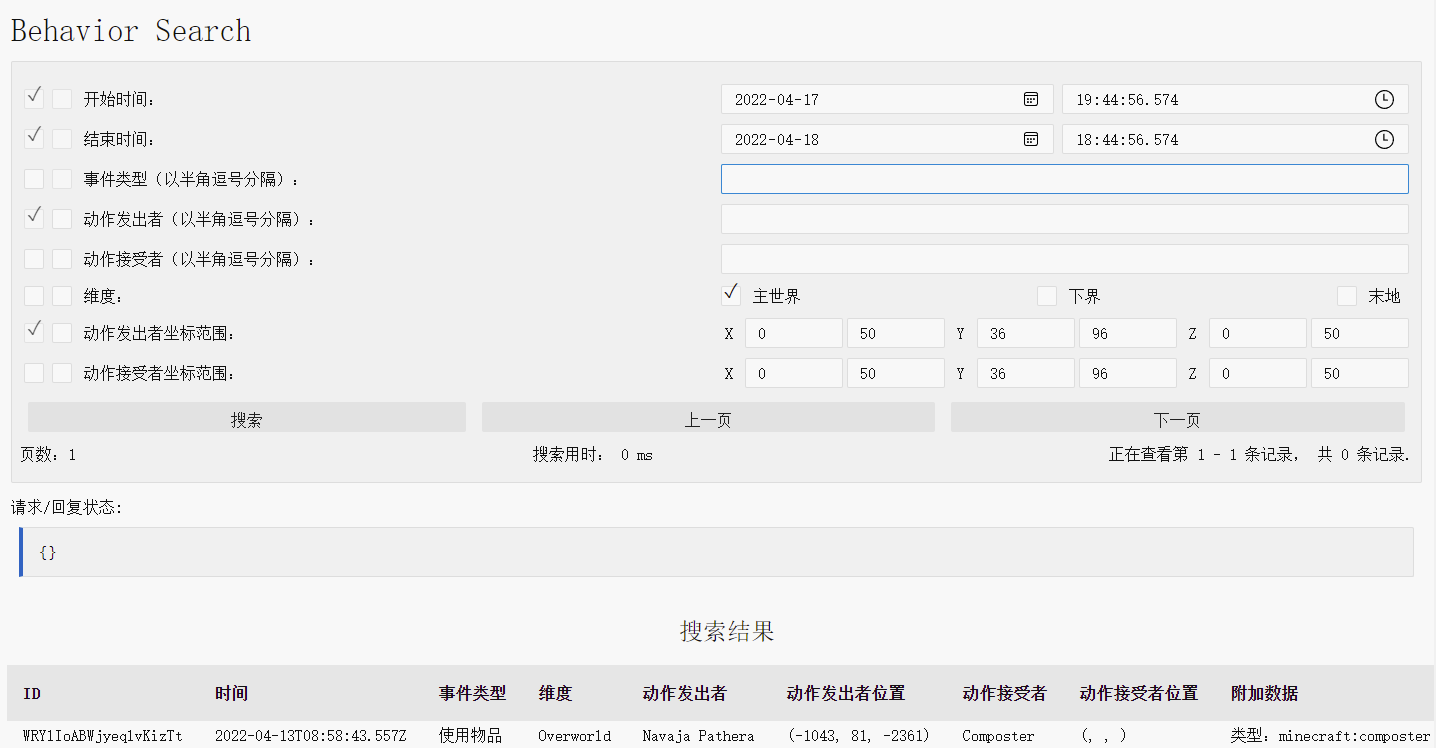 Behavior Search
开始时间: 2022-04-17 19:44:56.574
结束时间: 2022-04-18 18:44:56.574
事件类型（以半角逗号分隔）:
动作发出者（以半角逗号分隔）:
动作接受者（以半角逗号分隔）:
维度: 主世界 下界 末地
动作发出者坐标范围: X 0 50 Y 36 96 Z 0 50
动作接受者坐标范围: X 0 50 Y 36 96 Z 0 50
搜索 上一页 下一页
页数: 1 搜索用时: 0 ms 正在查看第 1 - 1 条记录, 共 0 条记录.
请求/回复状态:
{}
搜索结果
ID 时间 事件类型 维度 动作发出者 动作发出者位置 动作接受者 动作接受者位置 附加数据
WRY1IoABWjyeqlvKizTt 2022-04-13T08:58:43.557Z 使用物品 Overworld Navaja Pathera (-1043, 81, -2361) Composter (, , ) 类型: minecraft:composter